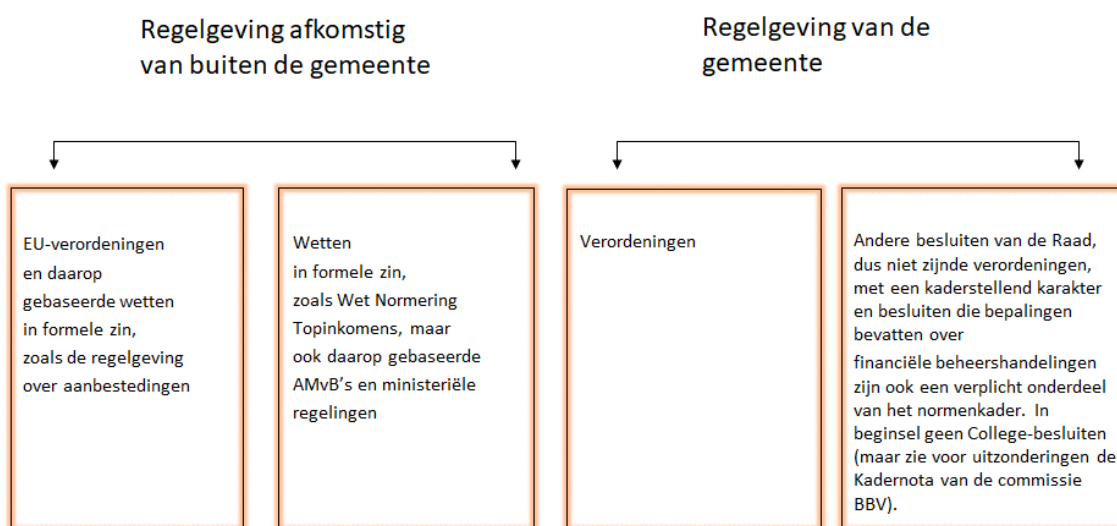 Regelgeving afkomstig
van buiten de gemeente
Regelgeving van de
gemeente
EU-verordeningen
en daarop
gebaseerde wetten
in formele zin,
zoals de regelgeving
over aanbestedingen
Wetten
in formele zin,
zoals Wet Normering
Topinkomens, maar
ook daarop gebaseerde
AMvB's en ministeriële
regelingen
Verordeningen
Andere besluiten van de Raad,
dus niet zijnde verordeningen,
met een kaderstellend karakter
en besluiten die bepalingen
bevatten over
financiële beheershandelingen
zijn ook een verplicht onderdeel
van het normenkader. In
beginsel geen College-besluiten
(maar zie voor uitzonderingen de
Kadernota van de commissie
BBV).